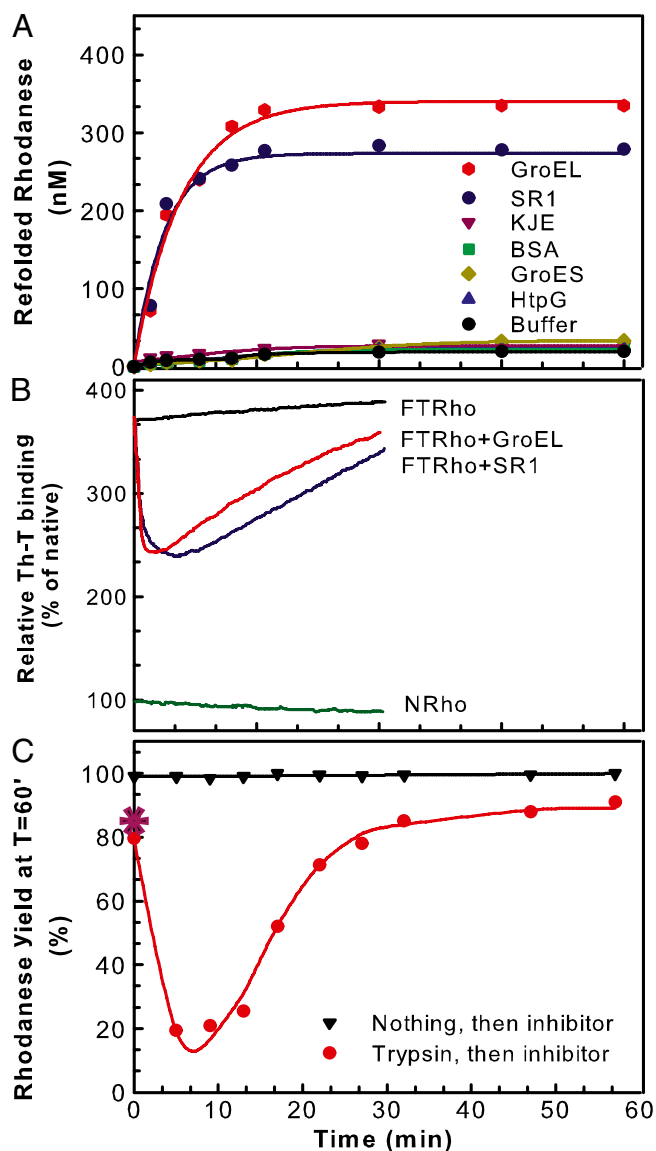 A
Refolded Rhodanese
(nM)
400
300
200
100
0
GroEL
SR1
KJE
BSA
GroES
HtpG
Buffer
B
Relative Th-T binding
(% of native)
400
300
200
100
FTRho
FTRho+GroEL
FTRho+SR1
NRho
C
Rhodanese Yield at T=60'
(%)
100
80
60
40
20
0
Nothing, then inhibitor
Trypsin, then inhibitor
0 10 20 30 40 50 60
Time (min)